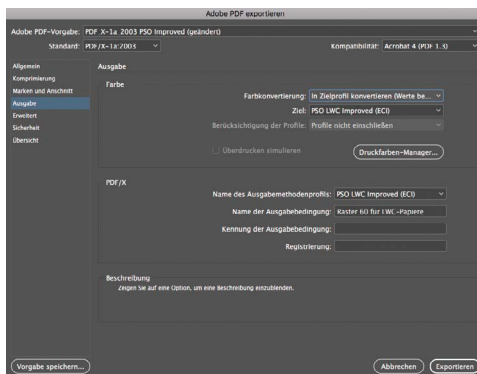 Adobe PDF exportieren
Adobe PDF-Vorgabe: PDF_X-1a_2003 PSO Improved (geändert)
Standard: PDF/X-1a:2003 Kompatibilität: Acrobat 4 (PDF 1.3)
Allgemein
Komprimierung
Marken und Anschnitt
Ausgabe
Erweitert
Sicherheit
Übersicht
Ausgabe
Farbe
Farbkonvertierung: In Zielprofil konvertieren (Werte be...
Ziel: PSO LWC Improved (ECI)
Berücksichtigung der Profile: Profile nicht einschließen
Überdrucken simulieren
Druckfarben-Manager...
PDF/X
Name des Ausgabemethodenprofils: PSO LWC Improved (ECI)
Name der Ausgabebedingung: Raster 60 für LWC-Papiere
Kennung der Ausgabebedingung:
Registrierung:
Beschreibung
Zeigen Sie auf eine Option, um eine Beschreibung einzublenden.
Vorgabe speichern... Abbrechen Exportieren